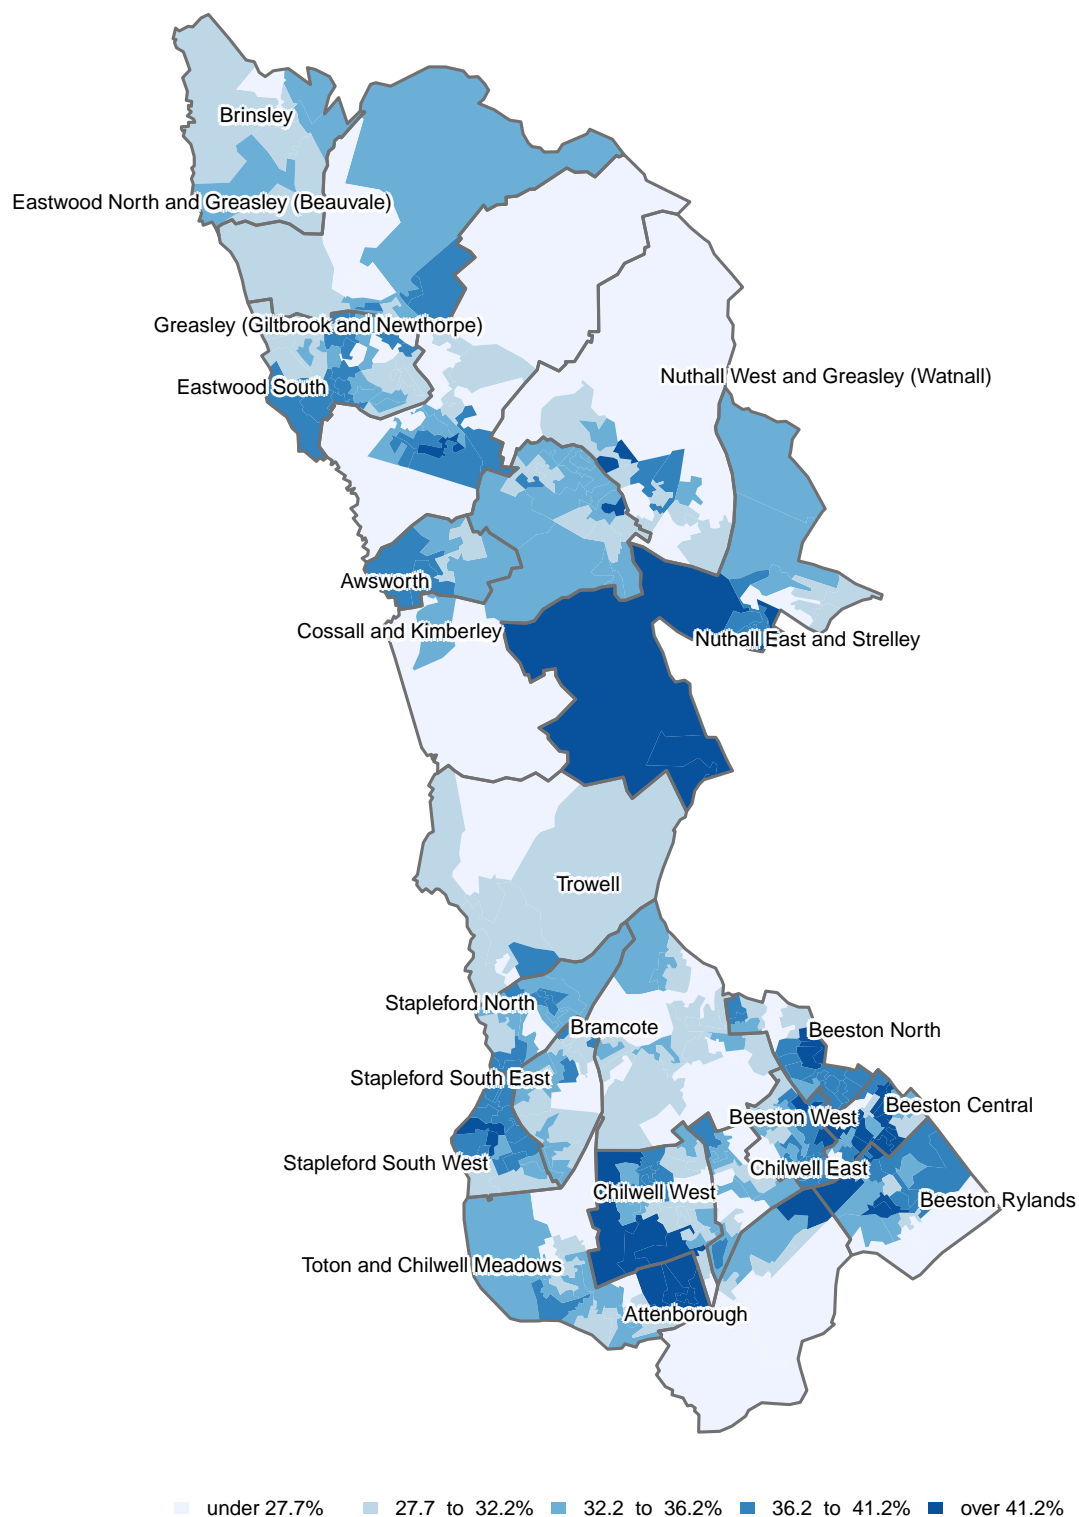 Brinsley
Eastwood North and Greasley (Beauvale)
Greasley (Giltbrook and Newthorpe)
Nuthall West and Greasley (Watnall)
Eastwood South
Awsworth
Cossall and Kimberley
Nuthall East and Strelley
Trowell
Stapleford North
Bramcote
Beeston North
Stapleford South East
Beeston Central
Beeston West
Stapleford South West
Chilwell East
Chilwell West
Beeston Rylands
Toton and Chilwell Meadows
Attenborough
under 27.7% 27.7 to 32.2% 32.2 to 36.2% 36.2 to 41.2% over 41.2%